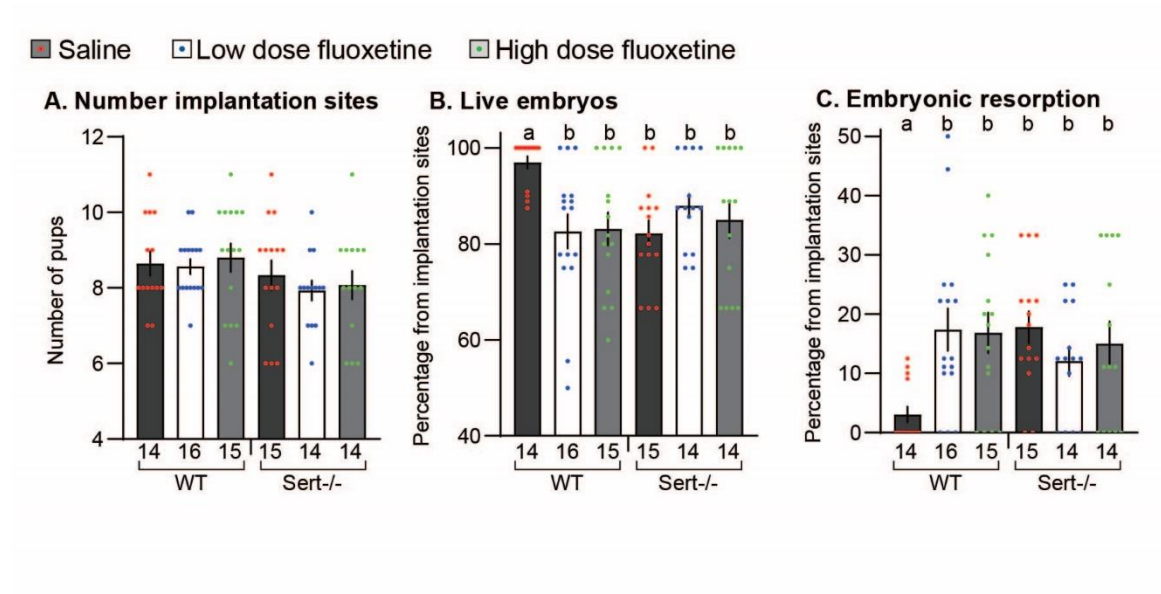 Saline Low dose fluoxetine High dose fluoxetine
A. Number implantation sites
Number of pups
12
10
8
6
4
14 16 15 15 14 14
WT Sert-/-
B. Live embryos
Percentage from implantation sites
a b b b b b
100
80
60
40
14 16 15 15 14 14
WT Sert-/-
C. Embryonic resorption
Percentage from implantation sites
a b b b b b
50
40
30
20
10
0
14 16 15 15 14 14
WT Sert-/-